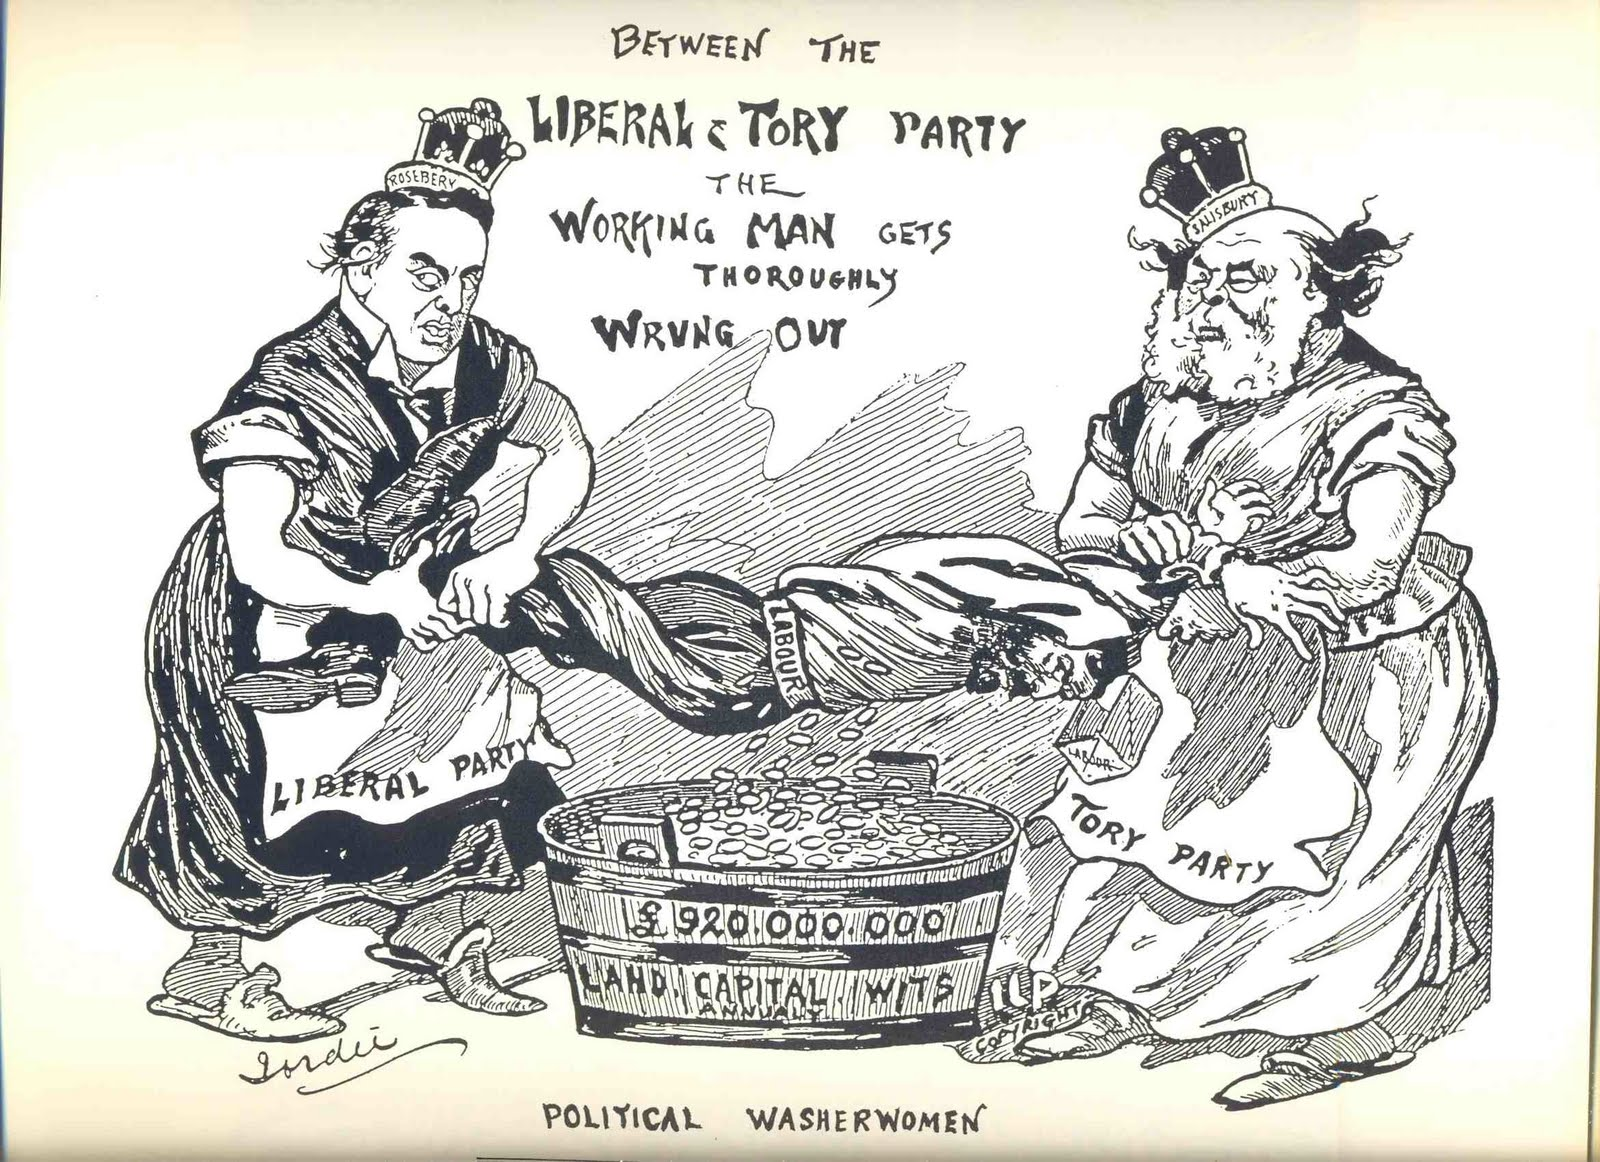 BETWEEN THE
LIBERAL & TORY PARTY
THE
WORKING MAN GETS
THOROUGHLY
WRUNG OUT
ROSEBERY
SALISBURY
LABOUR
LIBERAL PARTY
LABOUR
TORY PARTY
£920.000.000
LAND. CAPITAL. WITS
ANNUALY
ILP
COPYRIGHT
POLITICAL WASHERWOMEN